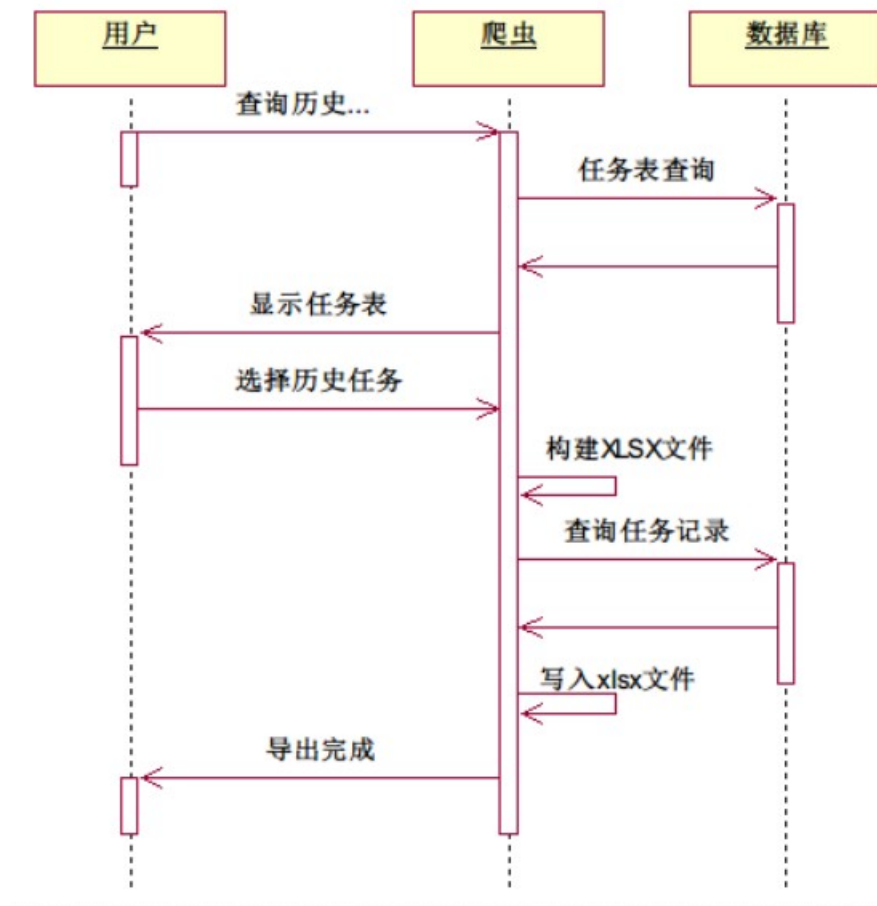 用户
爬虫
数据库
查询历史...
任务表查询
显示任务表
选择历史任务
构建XLSX文件
查询任务记录
写入xlsx文件
导出完成